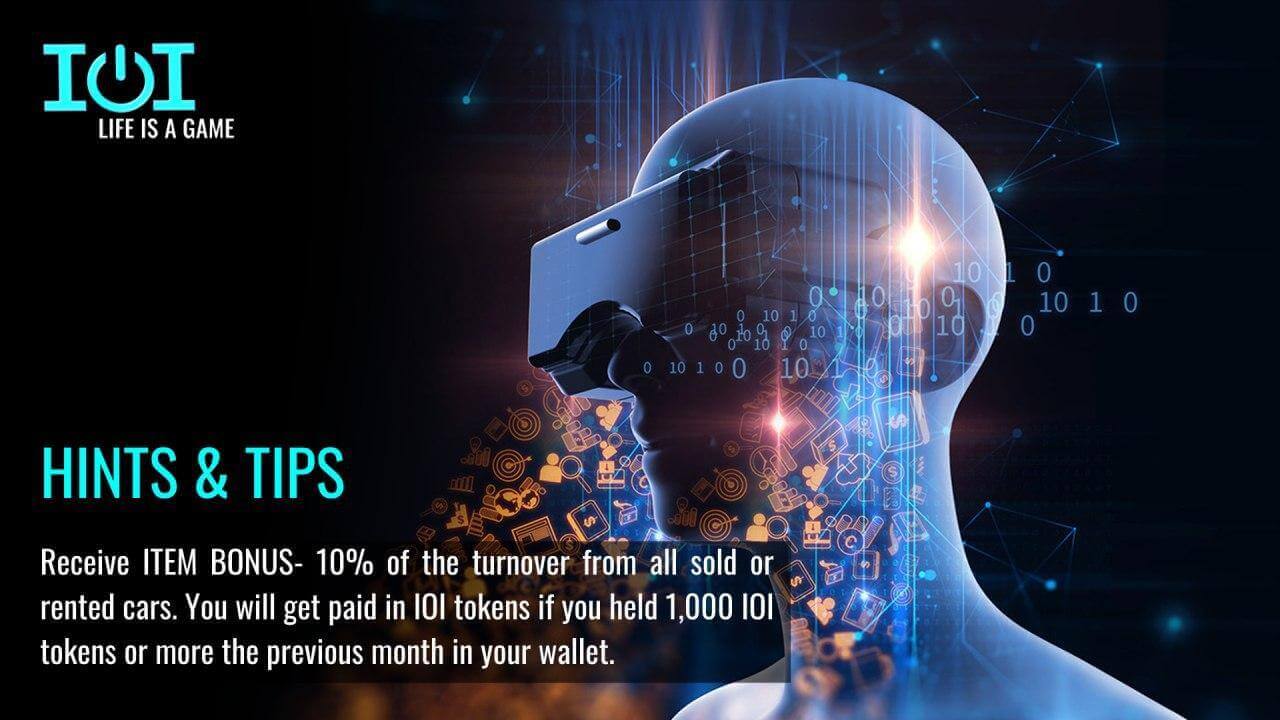 IOI
LIFE IS A GAME
HINTS & TIPS
Receive ITEM BONUS- 10% of the turnover from all sold or
rented cars. You will get paid in IOI tokens if you held 1,000 IOI
tokens or more the previous month in your wallet.